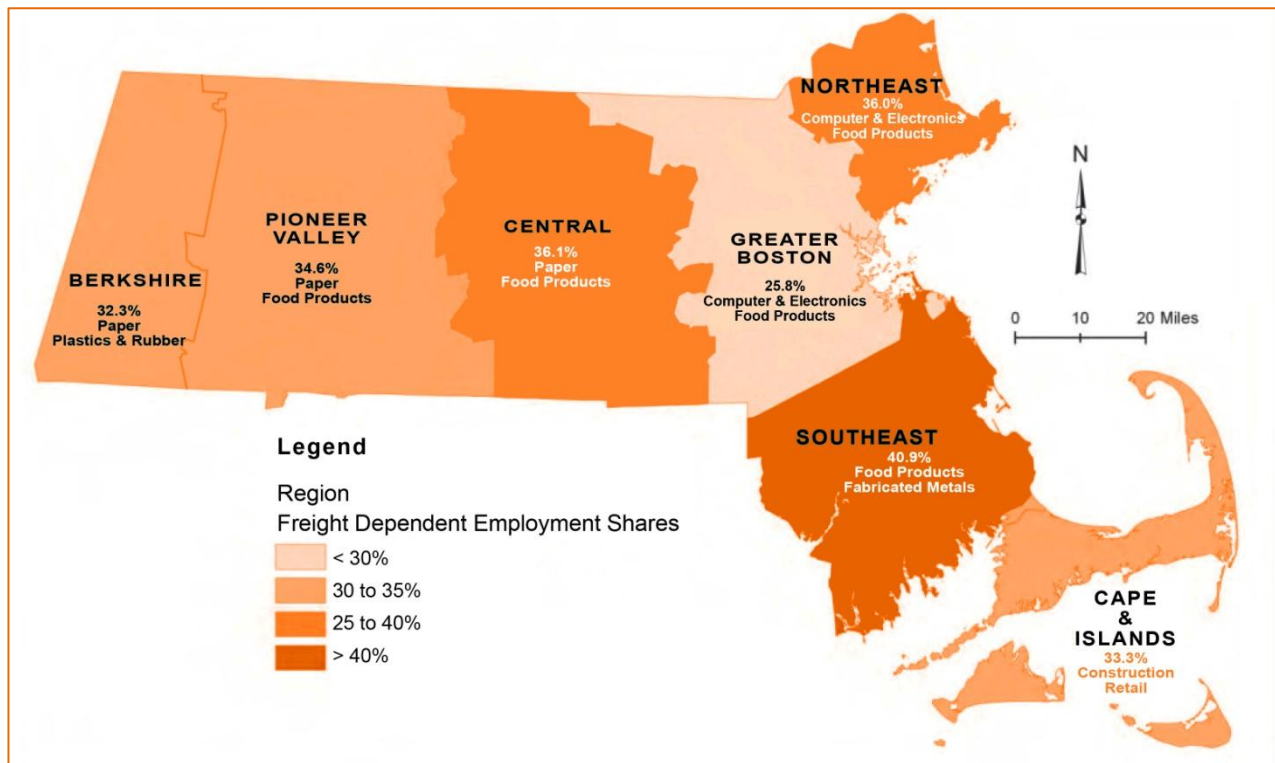 NORTHEAST
36.0%
Computer & Electronics
Food Products
N
PIONEER
VALLEY
34.6%
Paper
Food Products
CENTRAL
36.1%
Paper
Food Products
GREATER
BOSTON
25.8%
Computer & Electronics
Food Products
BERKSHIRE
32.3%
Paper
Plastics & Rubber
0 10 20 Miles
SOUTHEAST
40.9%
Food Products
Fabricated Metals
Legend
Region
Freight Dependent Employment Shares
< 30%
30 to 35%
25 to 40%
> 40%
CAPE
&
ISLANDS
33.3%
Construction
Retail